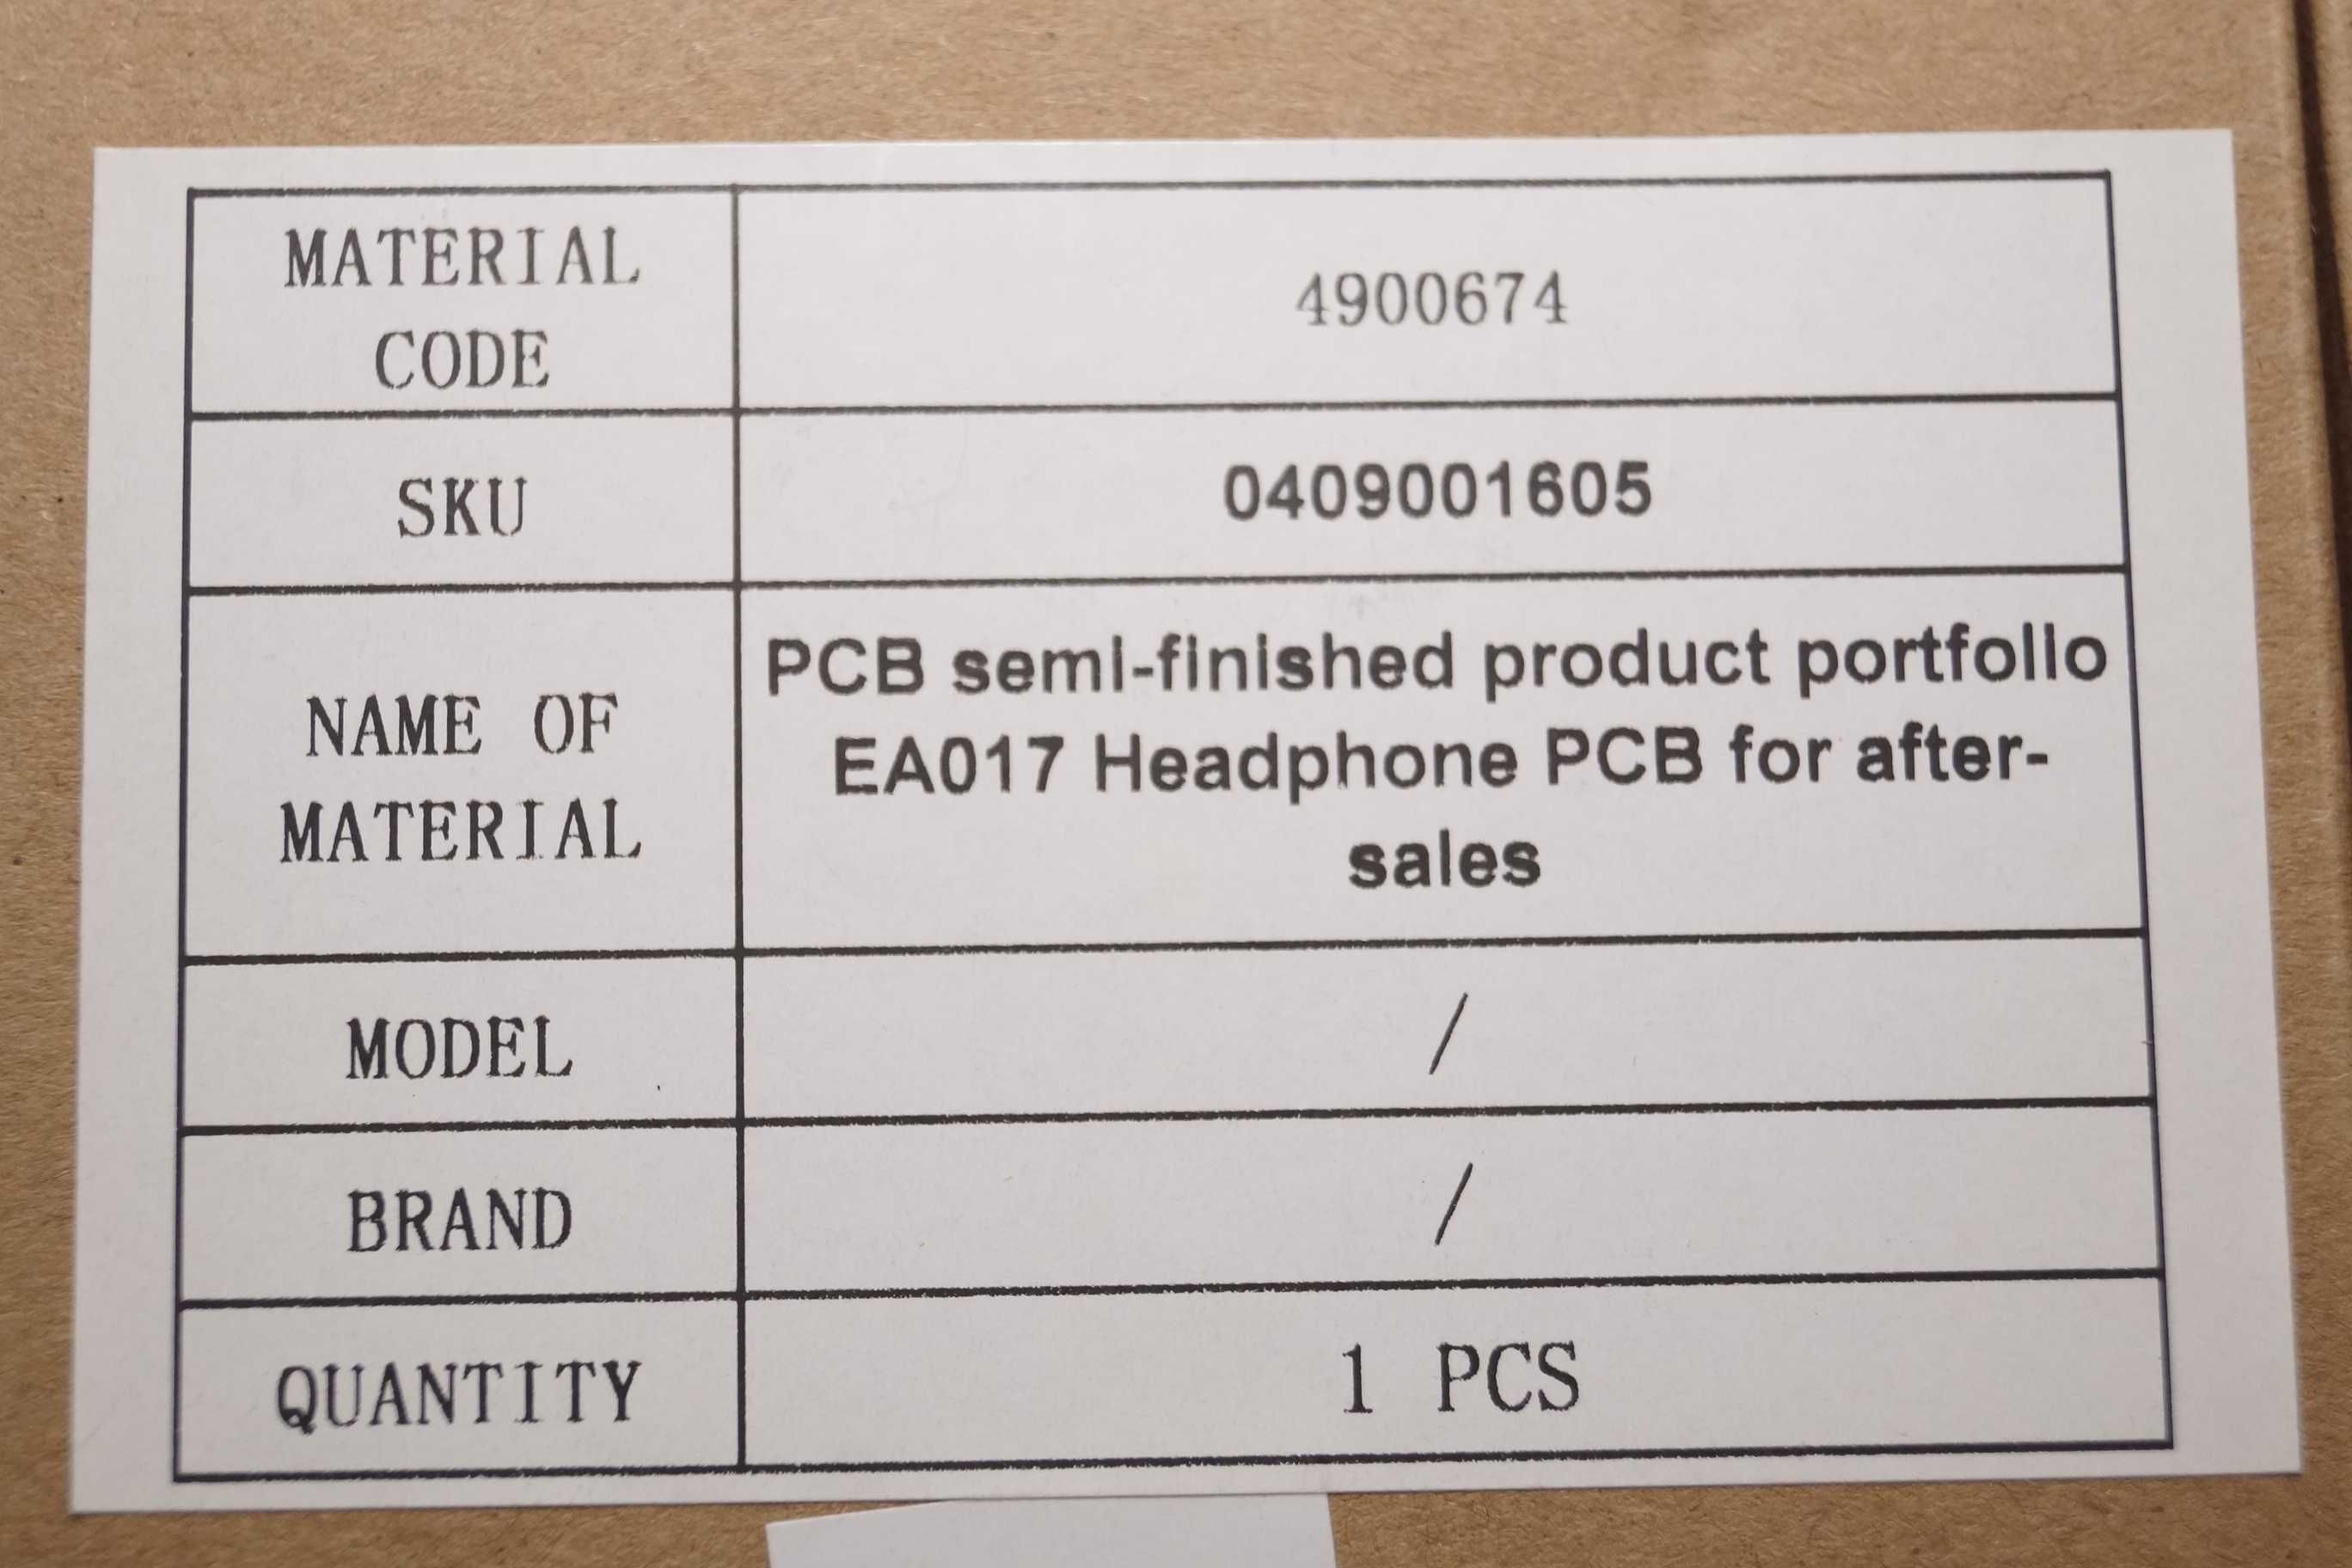 MATERIAL
CODE
4900674
SKU
0409001605
NAME OF
MATERIAL
PCB semi-finished product portfolio
EA017 Headphone PCB for after-
sales
MODEL
/
BRAND
/
QUANTITY
1 PCS